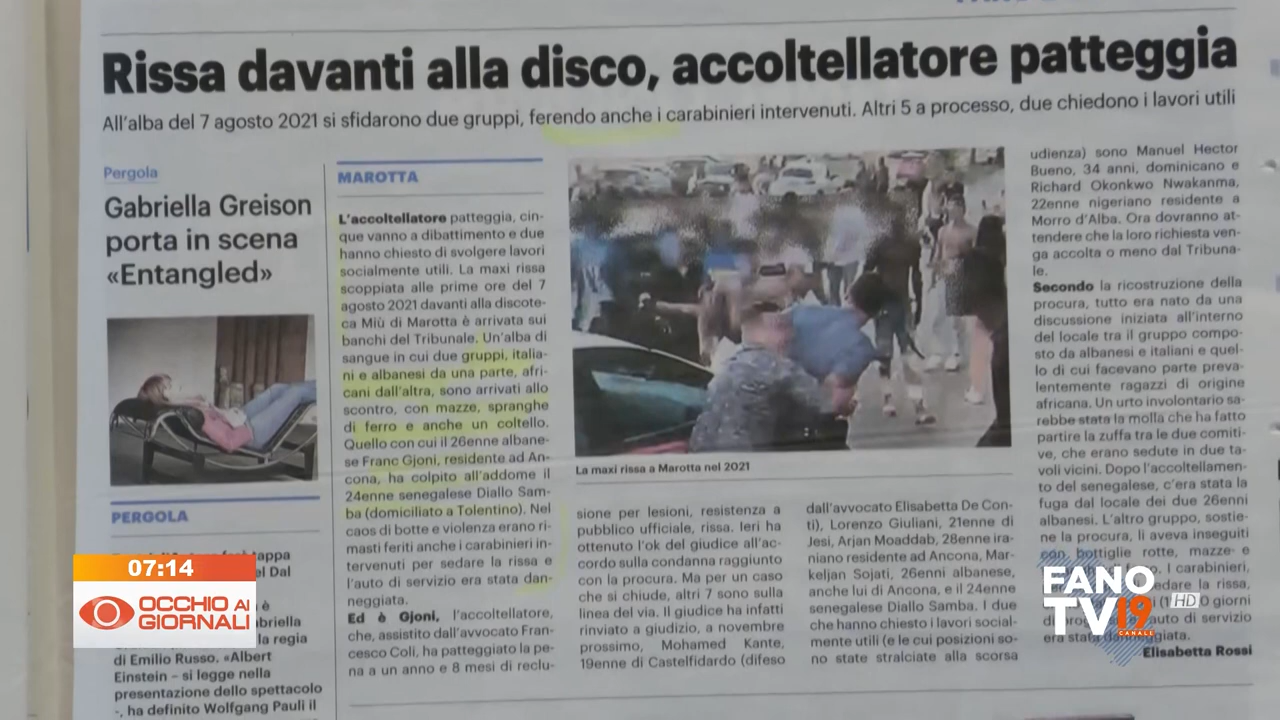 Rissa davanti alla disco, accoltellatore patteggia
All'alba del 7 agosto 2021 si sfidarono due gruppi, ferendo anche i carabinieri intervenuti. Altri 5 a processo, due chiedono i lavori utili
Pergola
Gabriella Greison
porta in scena
«Entangled»
PERGOLA
tappa
el Dal
è
abriella
la regia
di Emilio Russo. «Albert
Einstein – si legge nella
presentazione dello spettacolo
-, ha definito Wolfgang Pauli il
MAROTTA
L'accoltellatore patteggia, cin-
que vanno a dibattimento e due
hanno chiesto di svolgere lavori
socialmente utili. La maxi rissa
scoppiata alle prime ore del 7
agosto 2021 davanti alla discote-
ca Miù di Marotta è arrivata sui
banchi del Tribunale. Un'alba di
sangue in cui due gruppi, italia-
ni e albanesi da una parte, afri-
cani dall'altra, sono arrivati allo
scontro, con mazze, spranghe
di ferro e anche un coltello.
Quello con cui il 26enne albane-
se Franc Gjoni, residente ad An-
cona, ha colpito all'addome il
24enne senegalese Diallo Sam-
ba (domiciliato a Tolentino). Nel
caos di botte e violenza erano ri-
masti feriti anche i carabinieri in-
tervenuti per sedare la rissa e
l'auto di servizio era stata dan-
neggiata.
Ed è Gjoni, l'accoltellatore,
che, assistito dall'avvocato Fran-
cesco Coli, ha patteggiato la pe-
na a un anno e 8 mesi di reclu-
La maxi rissa a Marotta nel 2021
sione per lesioni, resistenza a
pubblico ufficiale, rissa. Ieri ha
ottenuto l'ok del giudice all'ac-
cordo sulla condanna raggiunto
con la procura. Ma per un caso
che si chiude, altri 7 sono sulla
linea del via. Il giudice ha infatti
rinviato a giudizio, a novembre
prossimo, Mohamed Kante,
19enne di Castelfidardo (difeso
dall'avvocato Elisabetta De Con-
ti), Lorenzo Giuliani, 21enne di
Jesi, Arjan Moaddab, 28enne ira-
niano residente ad Ancona, Mar-
keljan Sojati, 26enni albanese,
anche lui di Ancona, e il 24enne
senegalese Diallo Samba. I due
che hanno chiesto i lavori social-
mente utili (e le cui posizioni so-
no state stralciate alla scorsa
udienza) sono Manuel Hector
Bueno, 34 anni, dominicano e
Richard Okonkwo Nwakanma,
22enne nigeriano residente a
Morro d'Alba. Ora dovranno at-
tendere che la loro richiesta ven-
ga accolta o meno dal Tribuna-
le.
Secondo la ricostruzione della
procura, tutto era nato da una
discussione iniziata all'interno
del locale tra il gruppo compo-
sto da albanesi e italiani e quel-
lo di cui facevano parte preva-
lentemente ragazzi di origine
africana. Un urto involontario sa-
rebbe stata la molla che ha fatto
partire la zuffa tra le due comiti-
ve, che erano sedute in due ta-
voli vicini. Dopo l'accoltellamen-
to del senegalese, c'era stata la
fuga dal locale dei due 26enni
albanesi. L'altro gruppo, sostie-
ne la procura, li aveva inseguiti
con bottiglie rotte, mazze e
I carabinieri,
sedare la rissa,
0 giorni
auto di servizio
era stata danneggiata.
Elisabetta Rossi
07:14
OCCHIO AI
GIORNALI
FANO
TV19 HD
CANALE